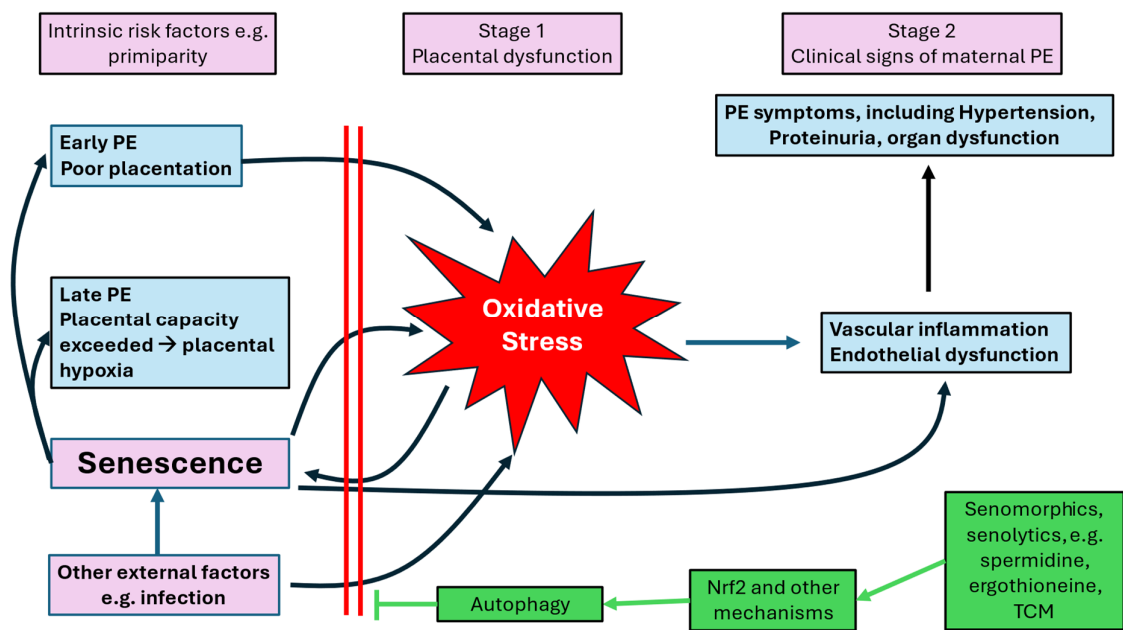 Intrinsic risk factors e.g.
primiparity
Stage 1
Placental dysfunction
Stage 2
Clinical signs of maternal PE
PE symptoms, including Hypertension,
Proteinuria, organ dysfunction
Early PE
Poor placentation
Late PE
Placental capacity
exceeded → placental
hypoxia
Oxidative
Stress
Vascular inflammation
Endothelial dysfunction
Senescence
Other external factors
e.g. infection
Autophagy
Nrf2 and other
mechanisms
Senomorphics,
senolytics, e.g.
spermidine,
ergothioneine,
TCM